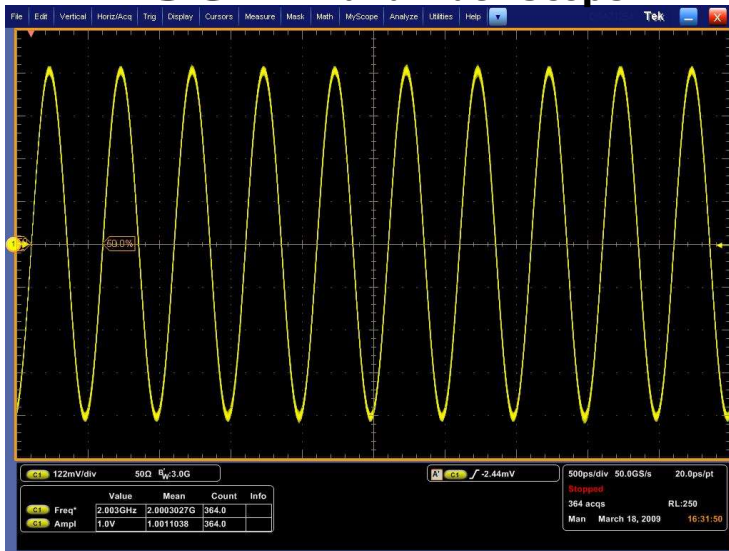 File Edit Vertical Horiz/Acq Trig Display Cursors Measure Mask Math MyScope Analyze Utilities Help Tek X
50.0%
1
C1 122mV/div 50Ω BW:3.0G
A' C1 -2.44mV
500ps/div 50.0GS/s 20.0ps/pt
Stopped
364 acqs RL:250
Man March 18, 2009 16:31:50
Value Mean Count Info
C1 Freq* 2.003GHz 2.0003027G 364.0
C1 Ampl 1.0V 1.0011038 364.0